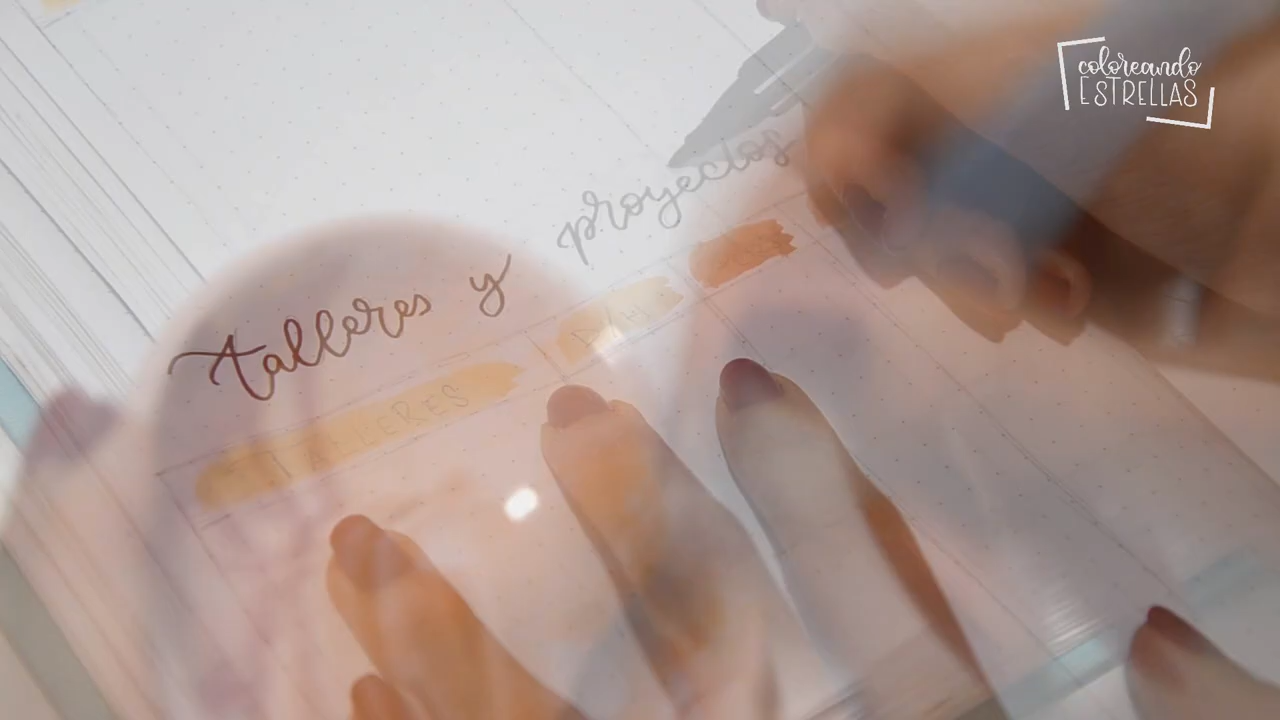 coloreando
ESTRELLAS
talleres y proyectos
TALLERES